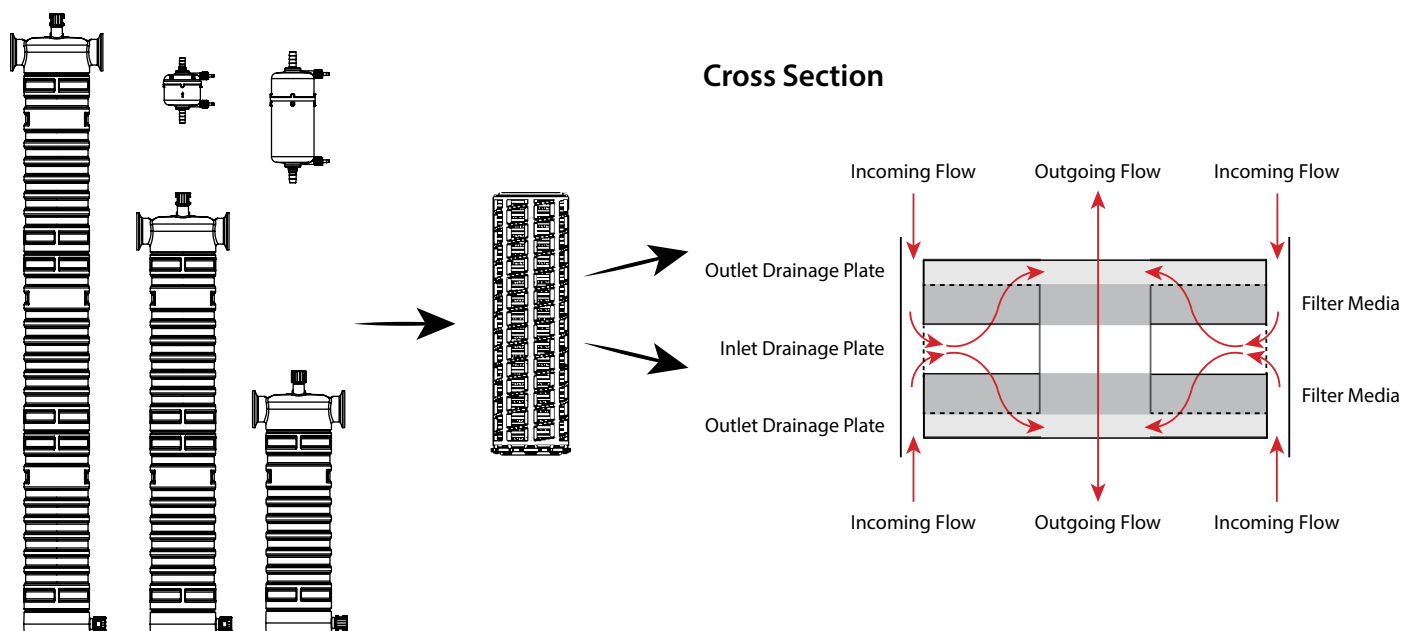 Cross Section
Incoming Flow
Outgoing Flow
Incoming Flow
Outlet Drainage Plate
Filter Media
Inlet Drainage Plate
Filter Media
Outlet Drainage Plate
Incoming Flow
Outgoing Flow
Incoming Flow